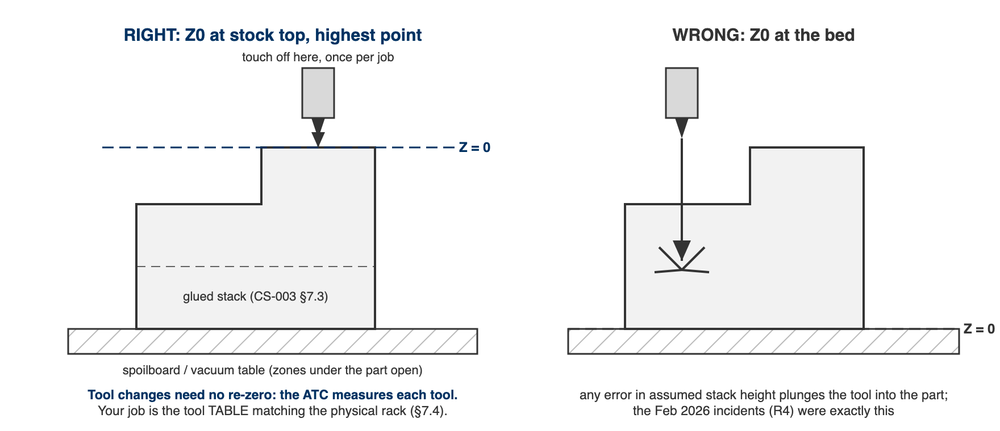 RIGHT: Z0 at stock top, highest point
touch off here, once per job
Z = 0
glued stack (CS-003 §7.3)
spoilboard / vacuum table (zones under the part open)
Tool changes need no re-zero: the ATC measures each tool.
Your job is the tool TABLE matching the physical rack (§7.4).
WRONG: Z0 at the bed
Z = 0
any error in assumed stack height plunges the tool into the part;
the Feb 2026 incidents (R4) were exactly this